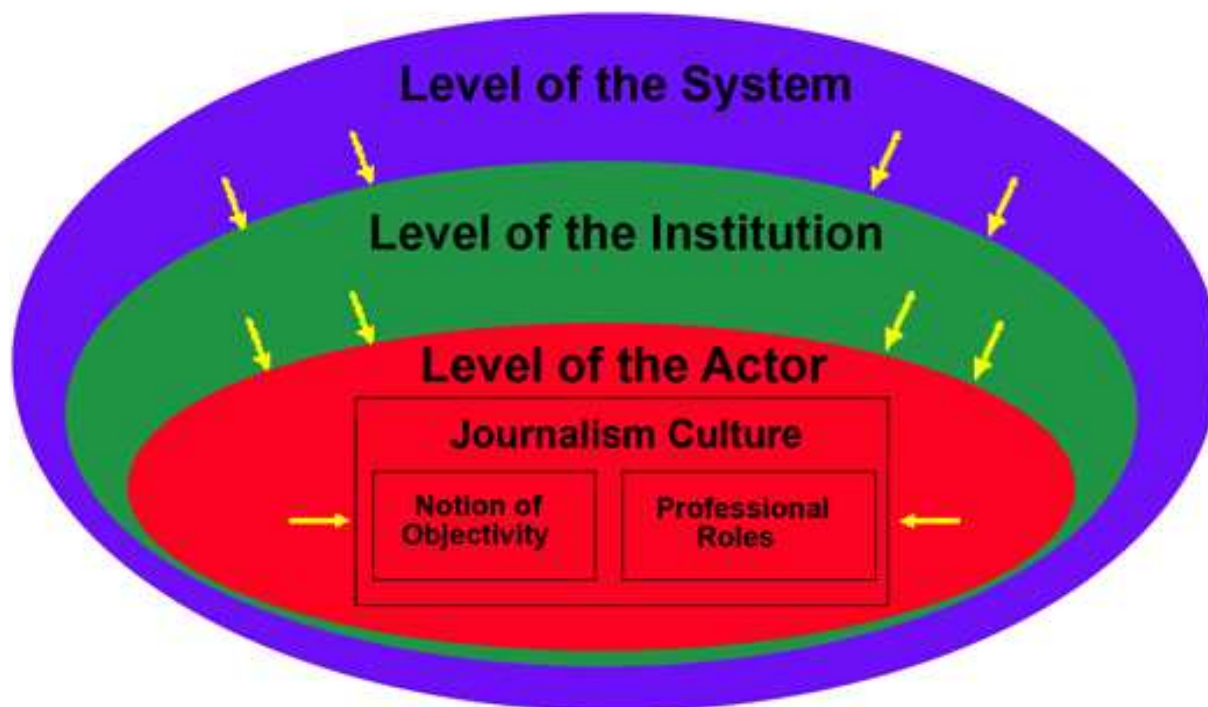 Level of the System
Level of the Institution
Level of the Actor
Journalism Culture
Notion of
Objectivity
Professional
Roles